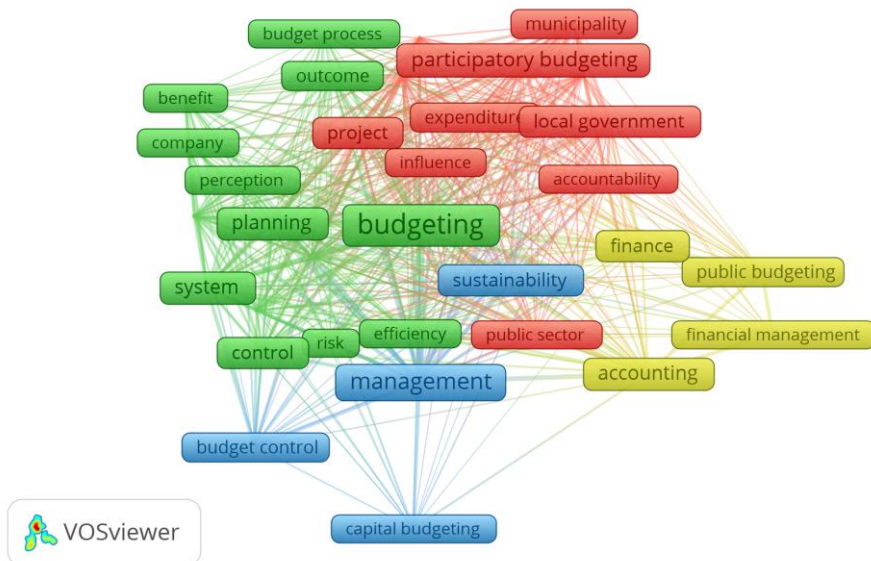 municipality
budget process
participatory budgeting
outcome
benefit
expenditure
local government
project
company
influence
perception
accountability
planning
budgeting
finance
public budgeting
sustainability
system
efficiency
public sector
financial management
risk
control
accounting
management
budget control
capital budgeting
VOSviewer